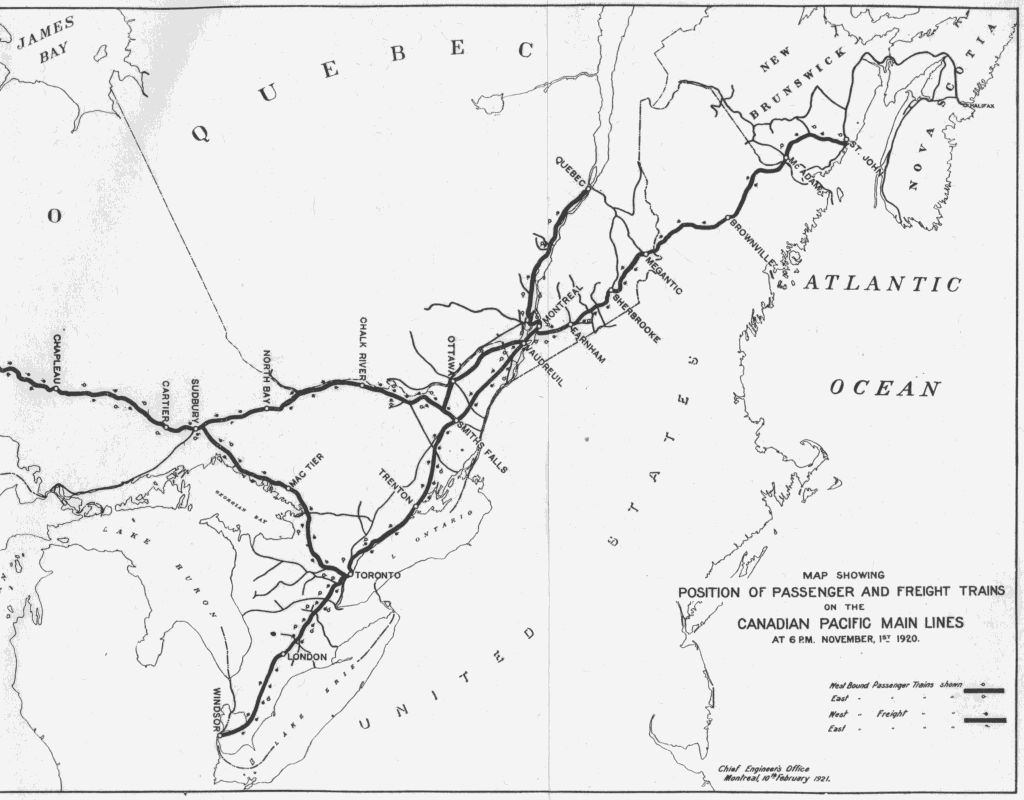 JAMES
BAY
QUEBEC
NEW
BRUNSWICK
NOVA SCOTIA
HALIFAX
O
QUEBEC
ST. JOHN
Mc ADAM
BROWNVILLE
MEGANTIC
SHERBROOKE
MONTREAL
FARNHAM
VAUDREUIL
OTTAWA
CHALK RIVER
NORTH BAY
SUDBURY
CARTIER
CHAPLEAU
SMITHS FALLS
MAC TIER
TRENTON
GEORGIAN BAY
LAKE HURON
L. ONTARIO
TORONTO
LONDON
WINDSOR
LAKE ERIE
UNITED STATES
ATLANTIC
OCEAN
MAP SHOWING
POSITION OF PASSENGER AND FREIGHT TRAINS
ON THE
CANADIAN PACIFIC MAIN LINES
AT 6 P.M. NOVEMBER, 1ST 1920.
West Bound Passenger Trains shown
East " " " "
West " Freight " "
East " " " "
Chief Engineer's Office
Montreal, 10th February 1921.